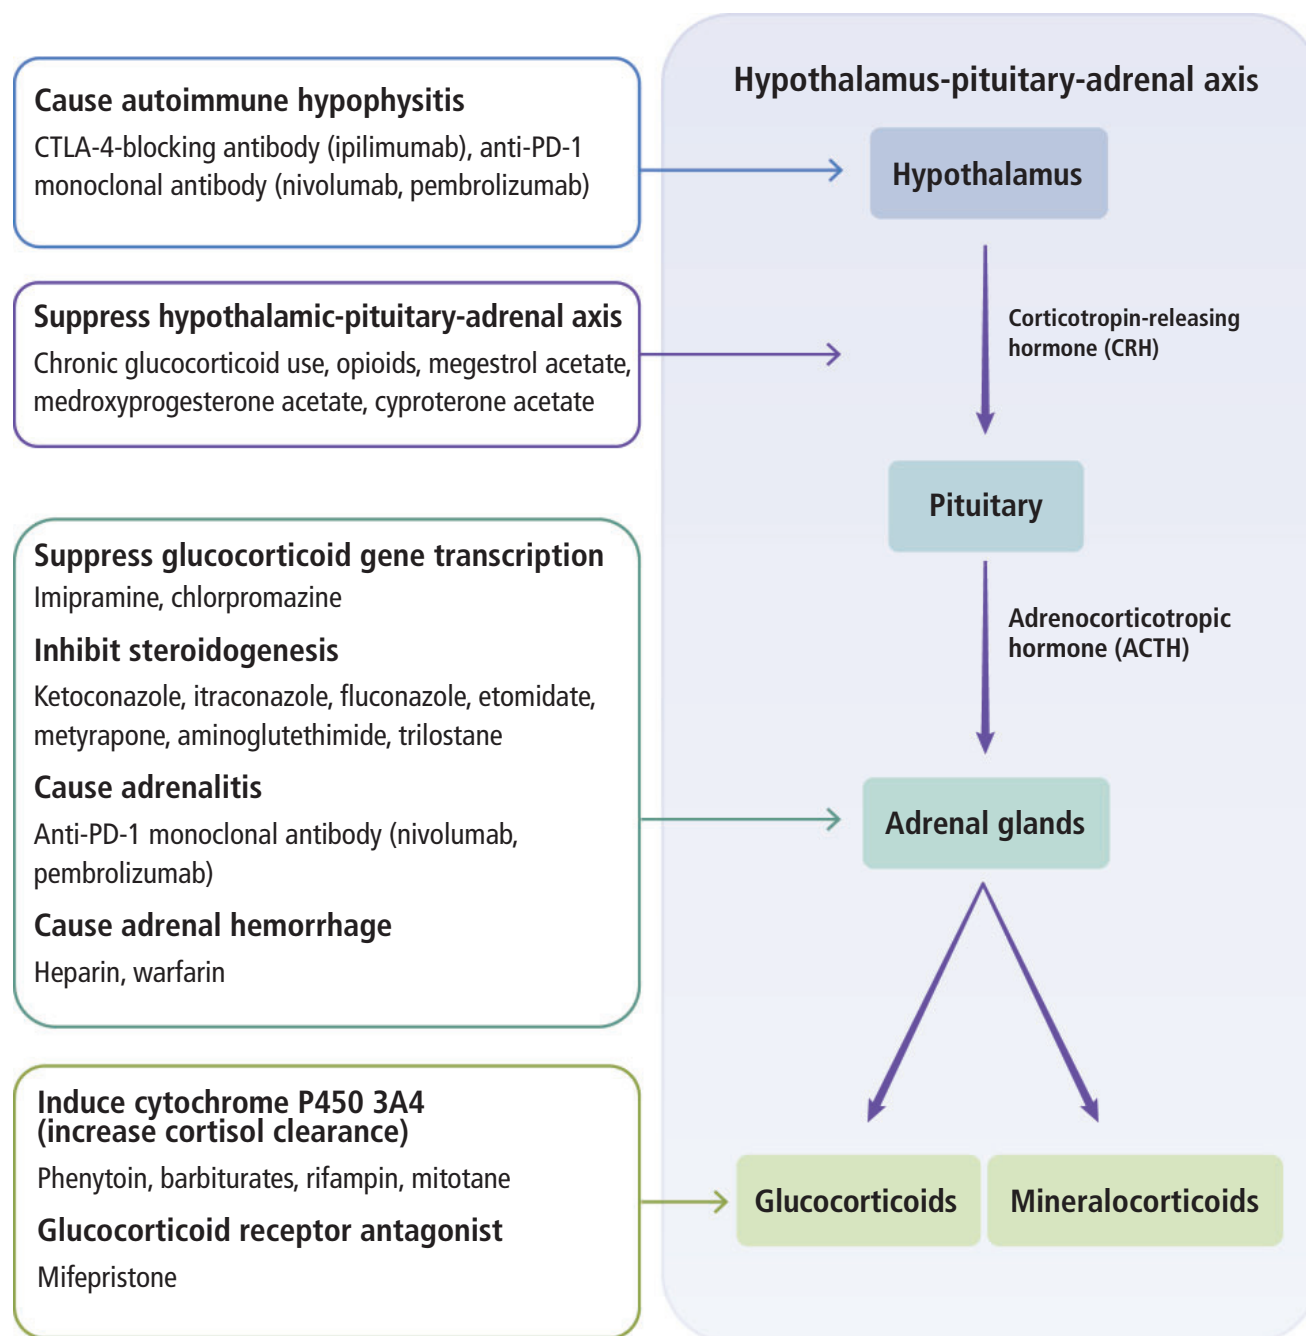 Cause autoimmune hypophysitis
CTLA-4-blocking antibody (ipilimumab), anti-PD-1
monoclonal antibody (nivolumab, pembrolizumab)
Suppress hypothalamic-pituitary-adrenal axis
Chronic glucocorticoid use, opioids, megestrol acetate,
medroxyprogesterone acetate, cyproterone acetate
Suppress glucocorticoid gene transcription
Imipramine, chlorpromazine
Inhibit steroidogenesis
Ketoconazole, itraconazole, fluconazole, etomidate,
metyrapone, aminoglutethimide, trilostane
Cause adrenalitis
Anti-PD-1 monoclonal antibody (nivolumab,
pembrolizumab)
Cause adrenal hemorrhage
Heparin, warfarin
Induce cytochrome P450 3A4
(increase cortisol clearance)
Phenytoin, barbiturates, rifampin, mitotane
Glucocorticoid receptor antagonist
Mifepristone
Hypothalamus-pituitary-adrenal axis
Hypothalamus
Corticotropin-releasing
hormone (CRH)
Pituitary
Adrenocorticotropic
hormone (ACTH)
Adrenal glands
Glucocorticoids
Mineralocorticoids